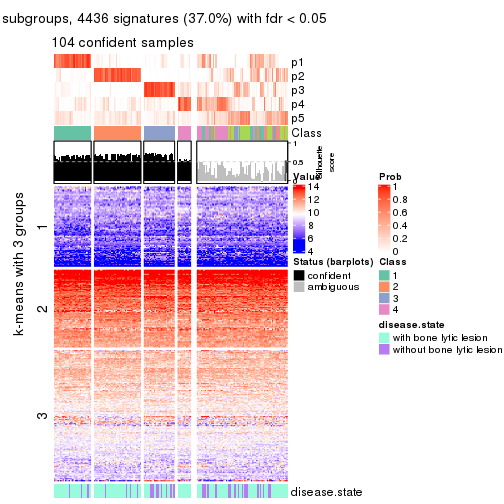 subgroups, 4436 signatures (37.0%) with fdr < 0.05
104 confident samples
p1
p2
p3
p4
p5
Class
1
0.5
0
Silhouette
score
k-means with 3 groups
1
2
3
disease.state
Value
14
12
10
8
6
4
Prob
1
0.8
0.6
0.4
0.2
0
Status (barplots)
confident
ambiguous
Class
1
2
3
4
disease.state
with bone lytic lesion
without bone lytic lesion